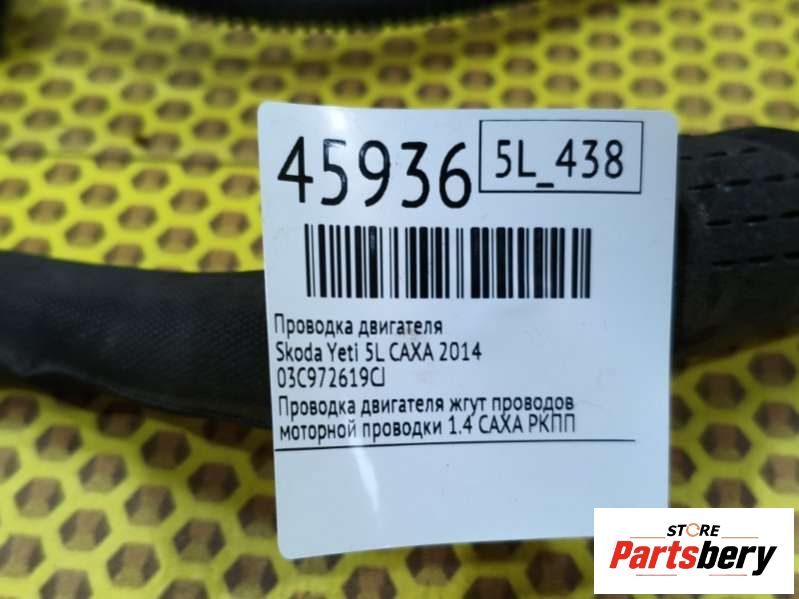 45936
5L_438
Проводка двигателя
Skoda Yeti 5L CAXA 2014
03C972619CJ
Проводка двигателя жгут проводов
моторной проводки 1.4 CAXA РКПП
STORE
Partsbery